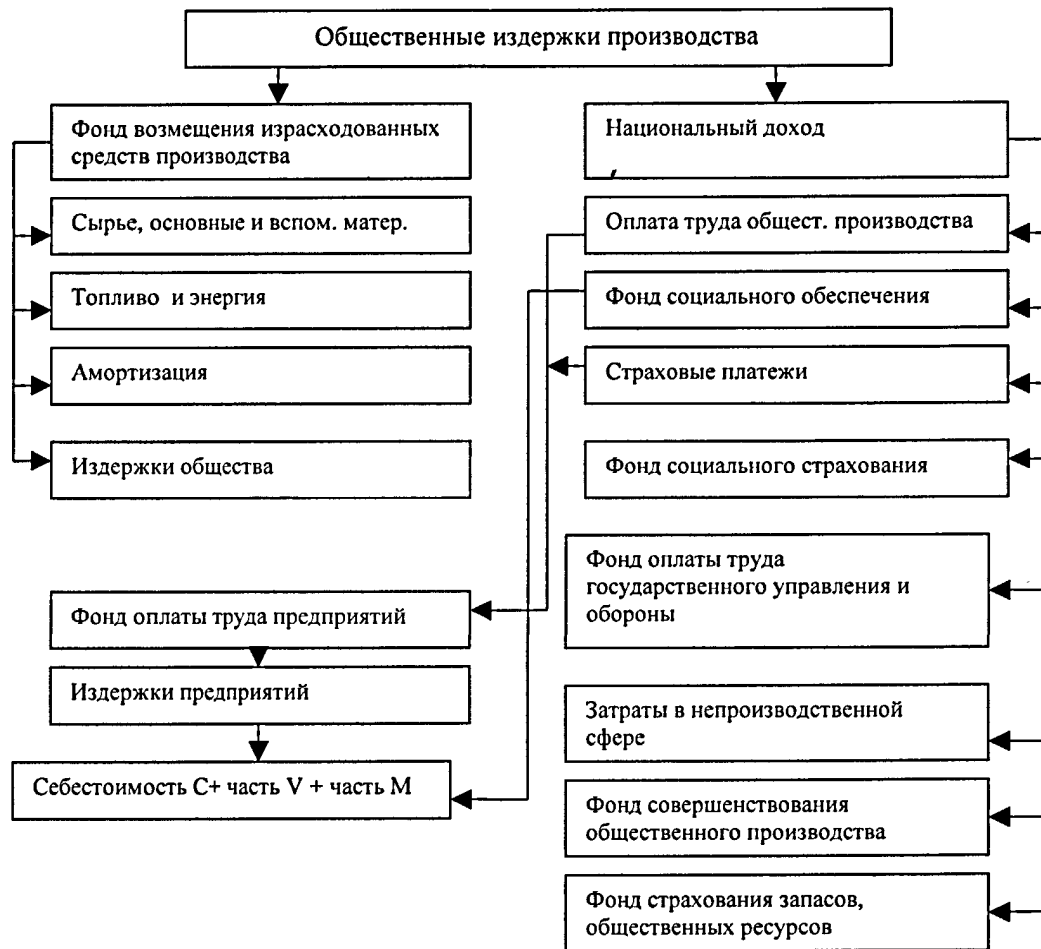 Общественные издержки производства
Фонд возмещения израсходованных
средств производства
Сырье, основные и вспом. матер.
Топливо и энергия
Амортизация
Издержки общества
Фонд оплаты труда предприятий
Издержки предприятий
Себестоимость С+ часть V + часть М
Национальный доход
Оплата труда общест. производства
Фонд социального обеспечения
Страховые платежи
Фонд социального страхования
Фонд оплаты труда
государственного управления и
обороны
Затраты в непроизводственной
сфере
Фонд совершенствования
общественного производства
Фонд страхования запасов,
общественных ресурсов